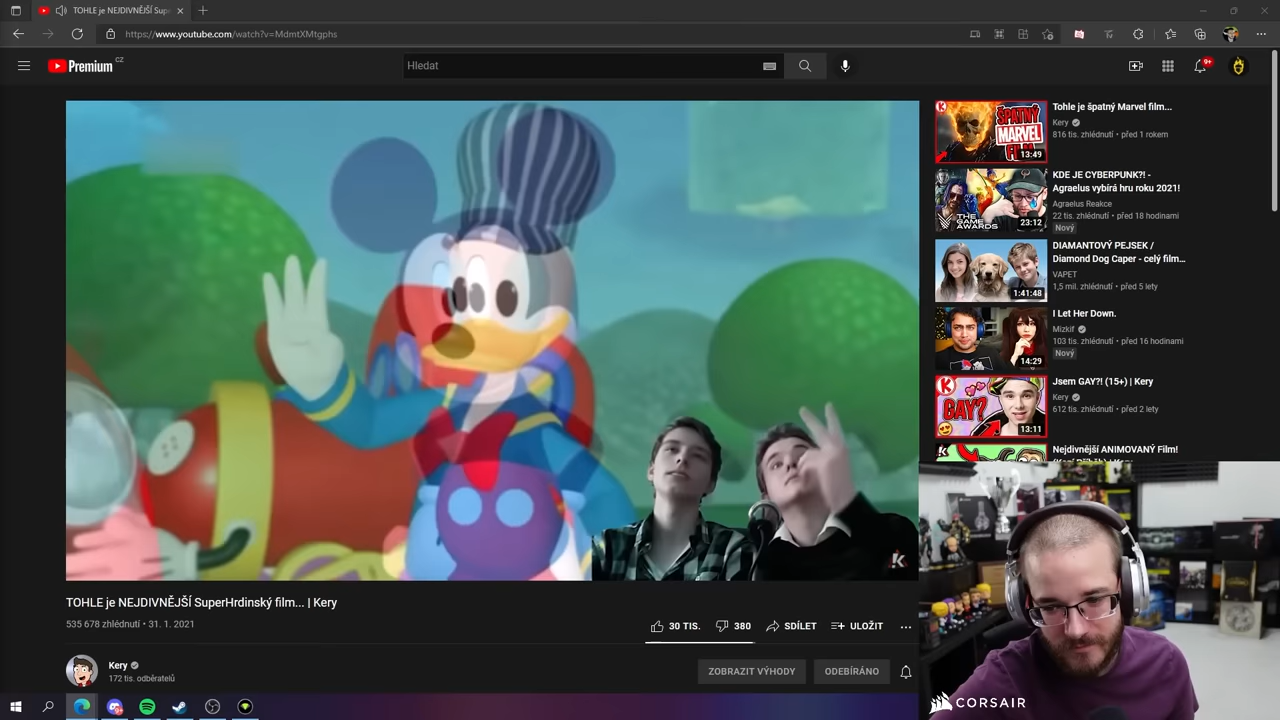 TOHLE je NEJDIVNĚJŠÍ Sup
https://www.youtube.com/watch?v=MdmtXMtgphs
Premium CZ
Hledat
9+
TOHLE je NEJDIVNĚJŠÍ SuperHrdinský film... | Kery
535 678 zhlédnutí • 31. 1. 2021
30 TIS.
380
SDÍLET
ULOŽIT
Kery
172 tis. odběratelů
ZOBRAZIT VÝHODY
ODEBÍRÁNO
ŠPATNÝ
MARVEL
13:49
Tohle je špatný Marvel film...
Kery
816 tis. zhlédnutí • před 1 rokem
THE GAME AWARDS
23:12
KDE JE CYBERPUNK?! -
Agraelus vybírá hru roku 2021!
Agraelus Reakce
22 tis. zhlédnutí • před 18 hodinami
Nový
1:41:48
DIAMANTOVÝ PEJSEK /
Diamond Dog Caper - celý film...
VAPET
1,5 mil. zhlédnutí • před 5 lety
14:29
I Let Her Down.
Mizkif
103 tis. zhlédnutí • před 16 hodinami
Nový
GAY?
13:11
Jsem GAY?! (15+) | Kery
Kery
612 tis. zhlédnutí • před 2 lety
Nejdivnější ANIMOVANÝ Film!
CORSAIR